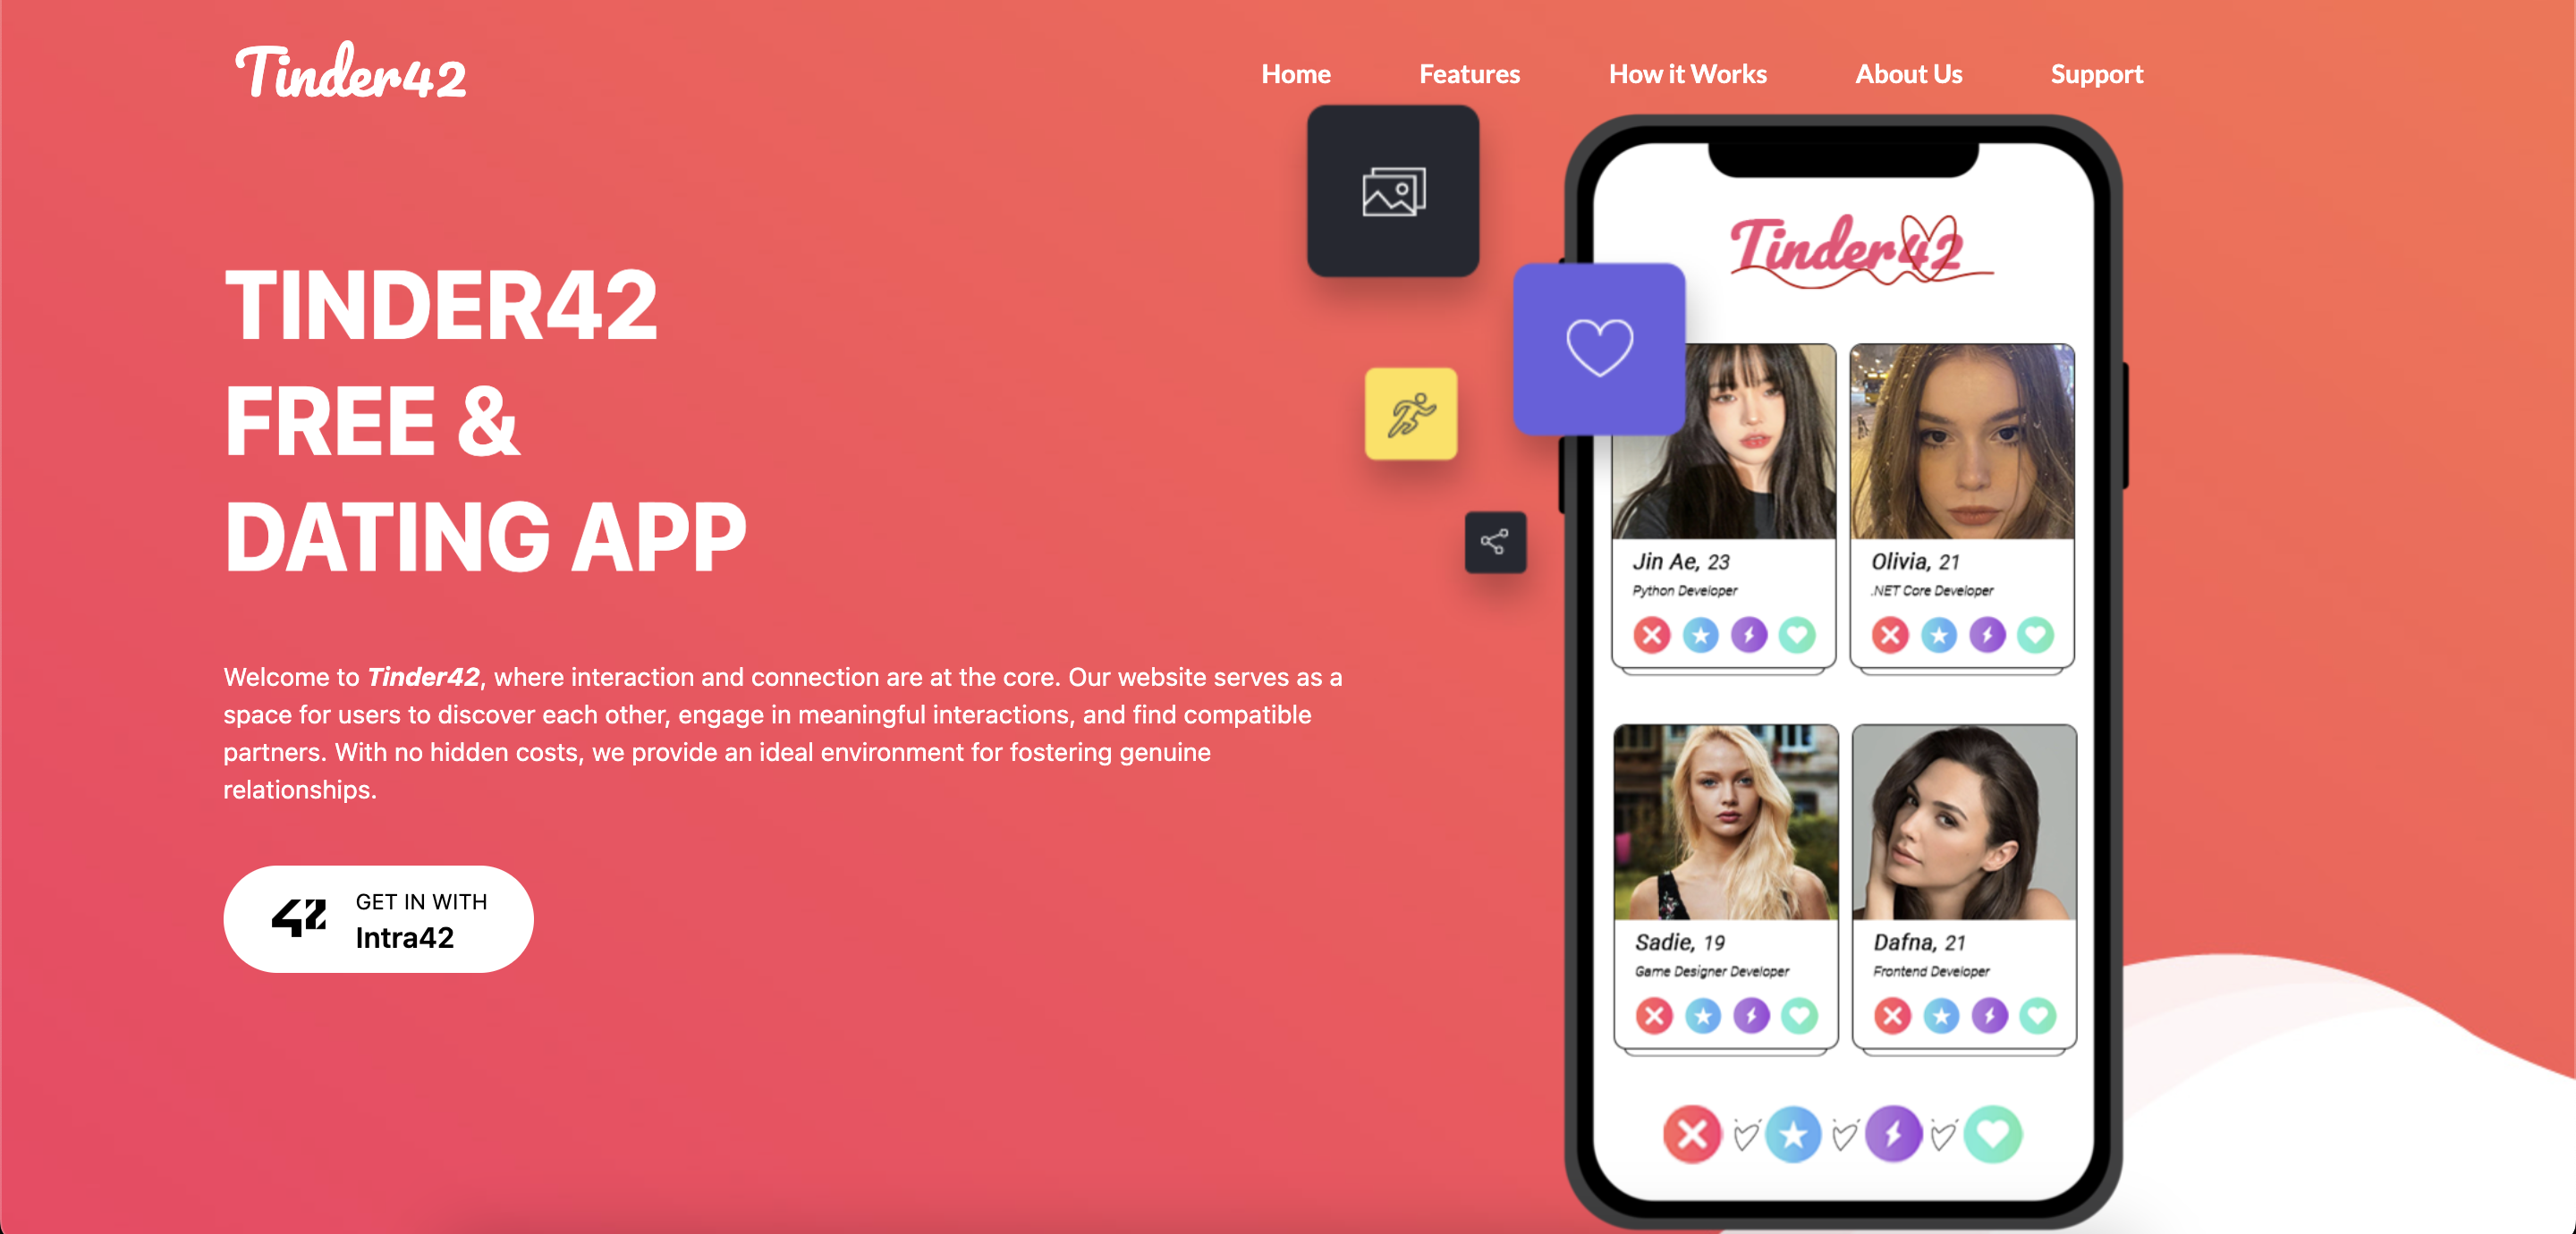 Tinder42
Home
Features
How it Works
About Us
Support
TINDER42
FREE &
DATING APP
Welcome to Tinder42, where interaction and connection are at the core. Our website serves as a
space for users to discover each other, engage in meaningful interactions, and find compatible
partners. With no hidden costs, we provide an ideal environment for fostering genuine
relationships.
42 GET IN WITH
Intra42
Tinder42
Jin Ae, 23
Python Developer
Olivia, 21
.NET Core Developer
Sadie, 19
Game Designer Developer
Dafna, 21
Frontend Developer